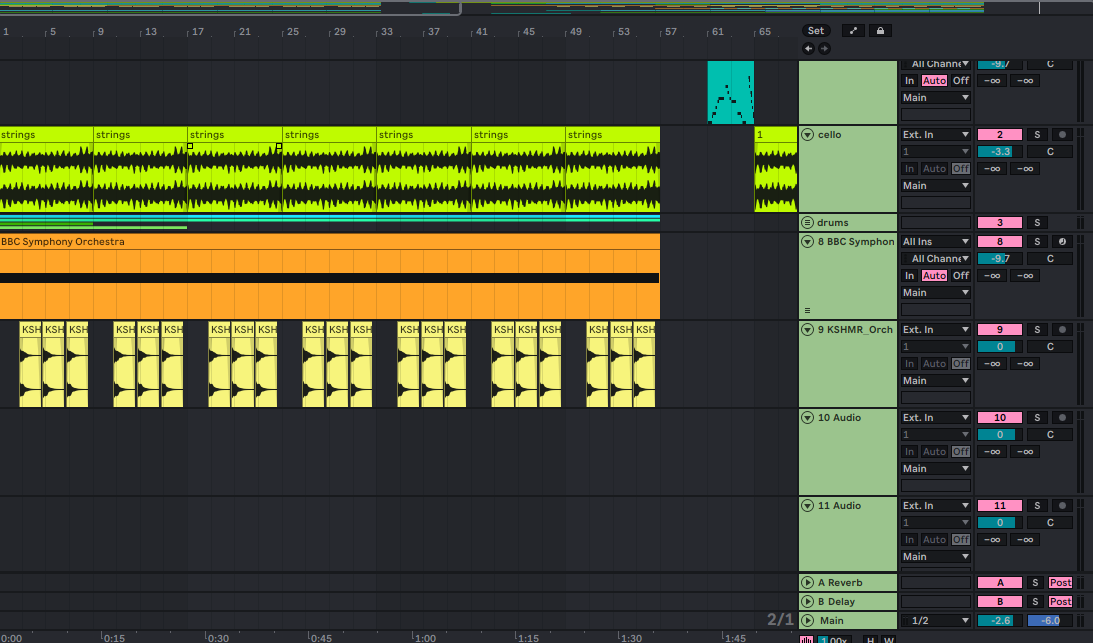 1 5 9 13 17 21 25 29 33 37 41 45 49 53 57 61 65 Set
All Channe -9.7 C
In Auto Off -∞ -∞
Main
strings strings strings strings strings strings strings 1 cello Ext. In 2 S
1 -3.3 C
In Auto Off -∞ -∞
Main
drums 3 S
BBC Symphony Orchestra 8 BBC Symphon All Ins 8 S
All Channe -9.7 C
In Auto Off -∞ -∞
Main
KSH KSH KSH KSH KSH KSH KSH KSH KSH KSH KSH KSH KSH KSH KSH KSH KSH KSH KSH KSH KSH 9 KSHMR_Orch Ext. In 9 S
1 0 C
In Auto Off -∞ -∞
Main
10 Audio Ext. In 10 S
1 0 C
In Auto Off -∞ -∞
Main
11 Audio Ext. In 11 S
1 0 C
In Auto Off -∞ -∞
Main
A Reverb A S Post
B Delay B S Post
2/1 Main 1/2 -2.6 -6.0
0:00 0:15 0:30 0:45 1:00 1:15 1:30 1:45 1.00x H W